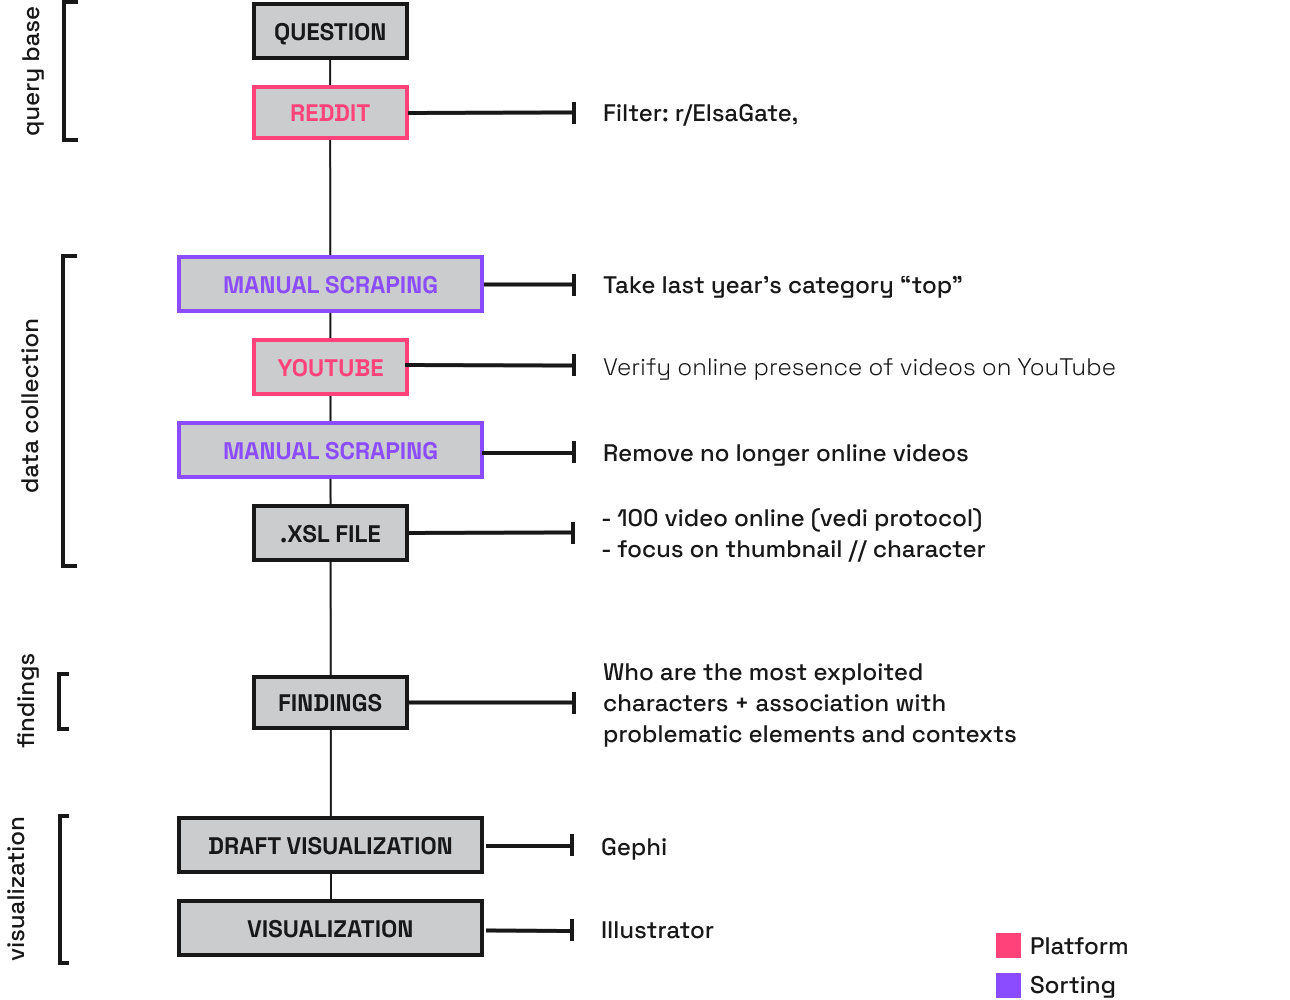 query base
QUESTION
REDDIT
Filter: r/ElsaGate,
data collection
MANUAL SCRAPING
Take last year’s category “top”
YOUTUBE
Verify online presence of videos on YouTube
MANUAL SCRAPING
Remove no longer online videos
.XSL FILE
- 100 video online (vedi protocol)
- focus on thumbnail // character
findings
FINDINGS
Who are the most exploited
characters + association with
problematic elements and contexts
visualization
DRAFT VISUALIZATION
Gephi
VISUALIZATION
Illustrator
Platform
Sorting